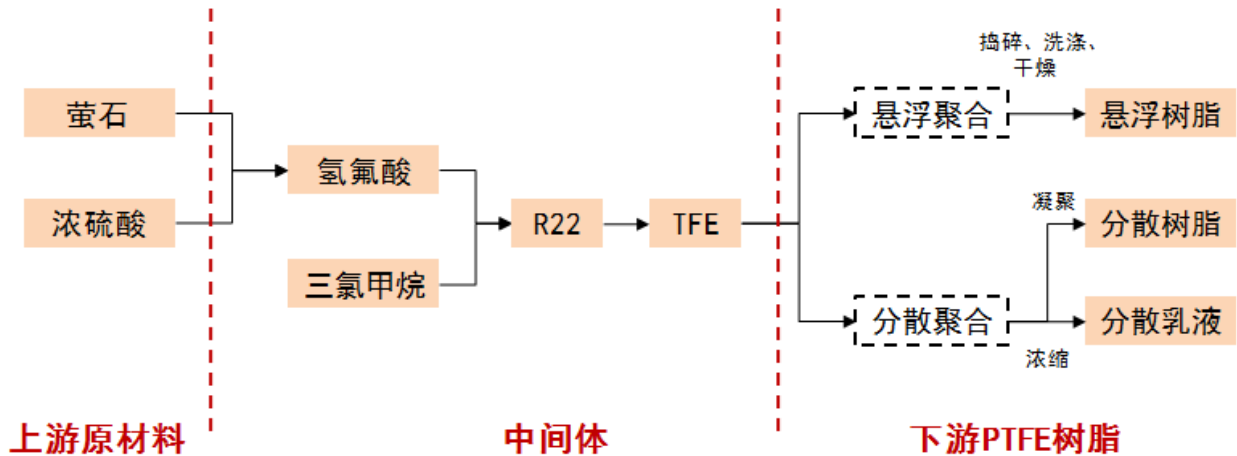 捣碎、洗涤、
干燥
萤石
悬浮聚合
悬浮树脂
氢氟酸
凝聚
浓硫酸
R22
TFE
分散树脂
三氯甲烷
分散聚合
分散乳液
浓缩
上游原材料
中间体
下游PTFE树脂